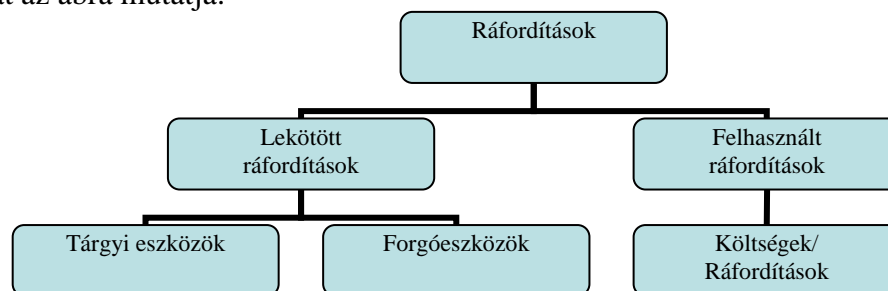 az ábra mutatja.
Ráfordítások
Lekötött
ráfordítások
Felhasznált
ráfordítások
Tárgyi eszközök
Forgóeszközök
Költségek/
Ráfordítások